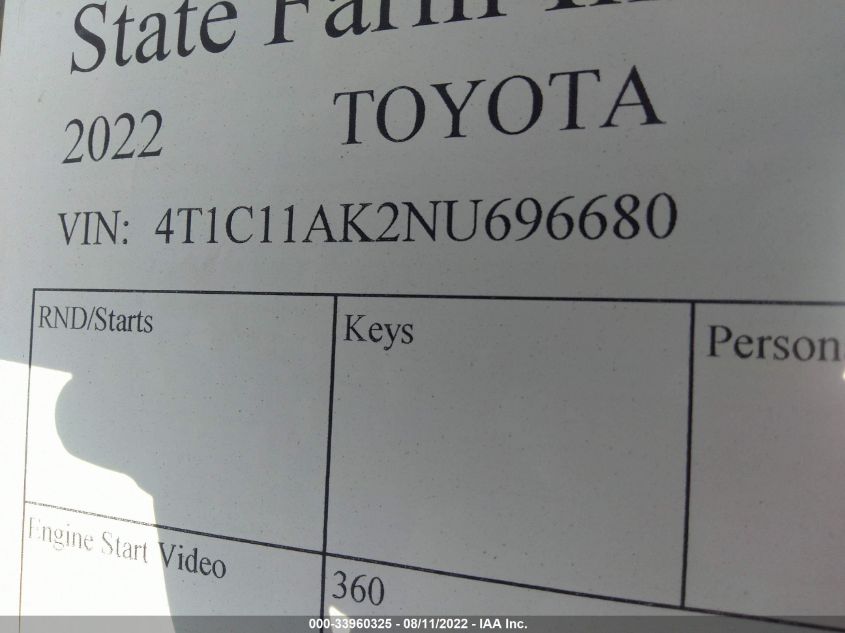 State Farm
2022 TOYOTA
VIN: 4T1C11AK2NU696680
RND/Starts Keys
Engine Start Video 360
000-33960325 - 08/11/2022 - IAA Inc.